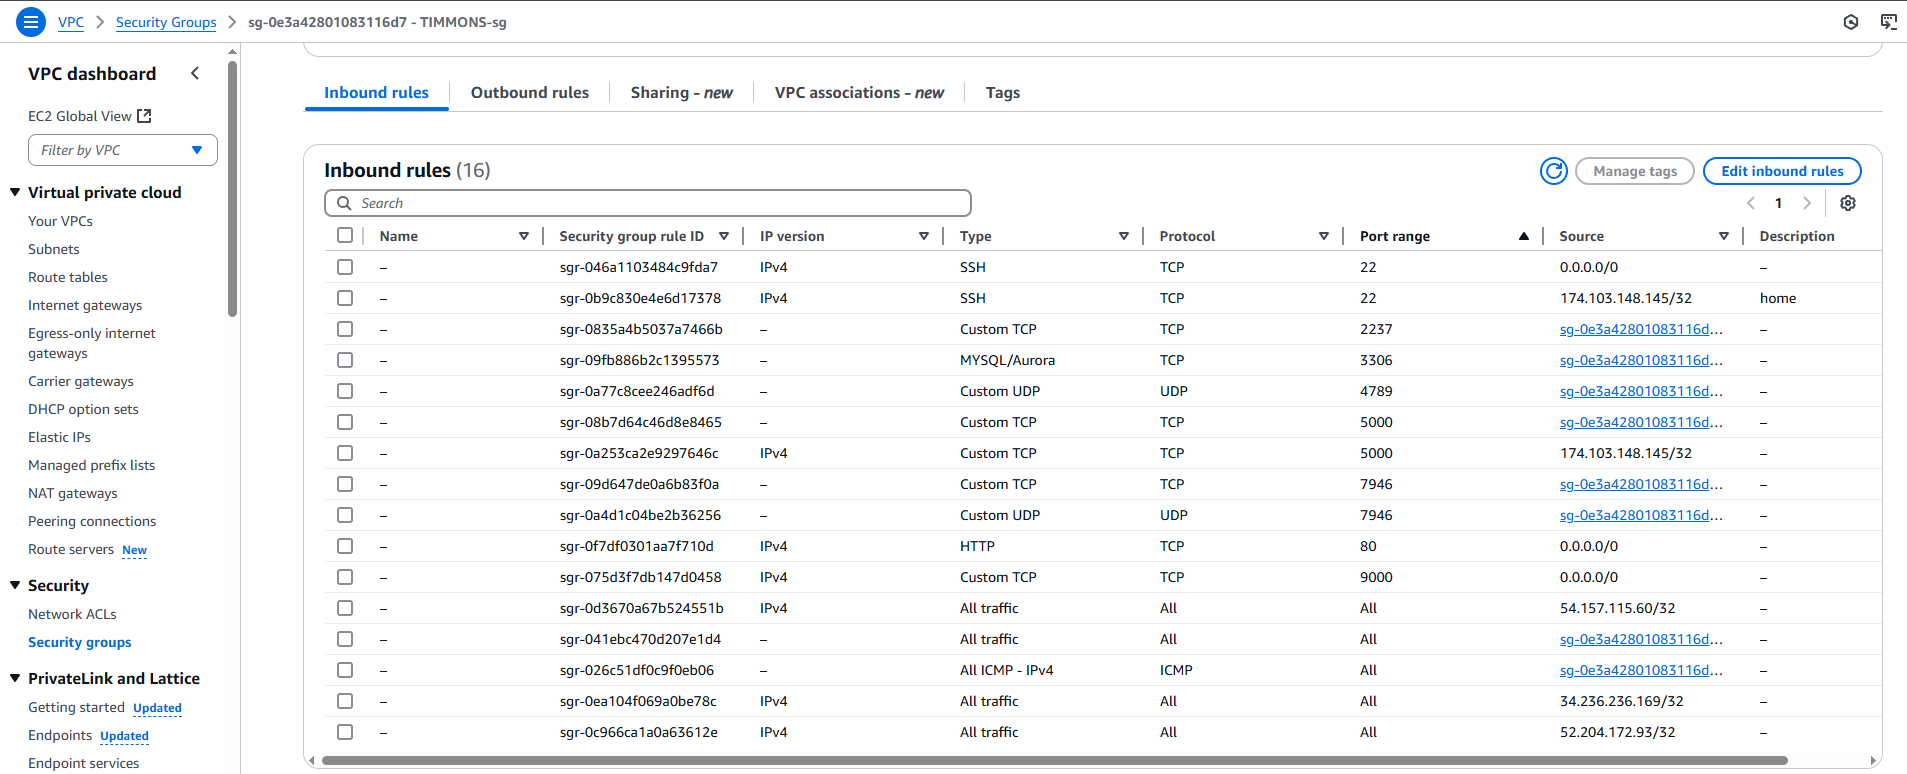 VPC > Security Groups > sg-0e3a42801083116d7 - TIMMONS-sg
VPC dashboard
EC2 Global View
Filter by VPC
Virtual private cloud
Your VPCs
Subnets
Route tables
Internet gateways
Egress-only internet
gateways
Carrier gateways
DHCP option sets
Elastic IPs
Managed prefix lists
NAT gateways
Peering connections
Route servers New
Security
Network ACLs
Security groups
PrivateLink and Lattice
Getting started Updated
Endpoints Updated
Endpoint services
Inbound rules Outbound rules Sharing - new VPC associations - new Tags
Inbound rules (16) Manage tags Edit inbound rules
Search 1
Name Security group rule ID IP version Type Protocol Port range Source Description
– sgr-046a1103484c9fda7 IPv4 SSH TCP 22 0.0.0.0/0 –
– sgr-0b9c830e4e6d17378 IPv4 SSH TCP 22 174.103.148.145/32 home
– sgr-0835a4b5037a7466b – Custom TCP TCP 2237 sg-0e3a42801083116d... –
– sgr-09fb886b2c1395573 – MYSQL/Aurora TCP 3306 sg-0e3a42801083116d... –
– sgr-0a77c8cee246adf6d – Custom UDP UDP 4789 sg-0e3a42801083116d... –
– sgr-08b7d64c46d8e8465 – Custom TCP TCP 5000 sg-0e3a42801083116d... –
– sgr-0a253ca2e9297646c IPv4 Custom TCP TCP 5000 174.103.148.145/32 –
– sgr-09d647de0a6b83f0a – Custom TCP TCP 7946 sg-0e3a42801083116d... –
– sgr-0a4d1c04be2b36256 – Custom UDP UDP 7946 sg-0e3a42801083116d... –
– sgr-0f7df0301aa7f710d IPv4 HTTP TCP 80 0.0.0.0/0 –
– sgr-075d3f7db147d0458 IPv4 Custom TCP TCP 9000 0.0.0.0/0 –
– sgr-0d3670a67b524551b IPv4 All traffic All All 54.157.115.60/32 –
– sgr-041ebc470d207e1d4 – All traffic All All sg-0e3a42801083116d... –
– sgr-026c51df0c9f0eb06 – All ICMP - IPv4 ICMP All sg-0e3a42801083116d... –
– sgr-0ea104f069a0be78c IPv4 All traffic All All 34.236.236.169/32 –
– sgr-0c966ca1a0a63612e IPv4 All traffic All All 52.204.172.93/32 –